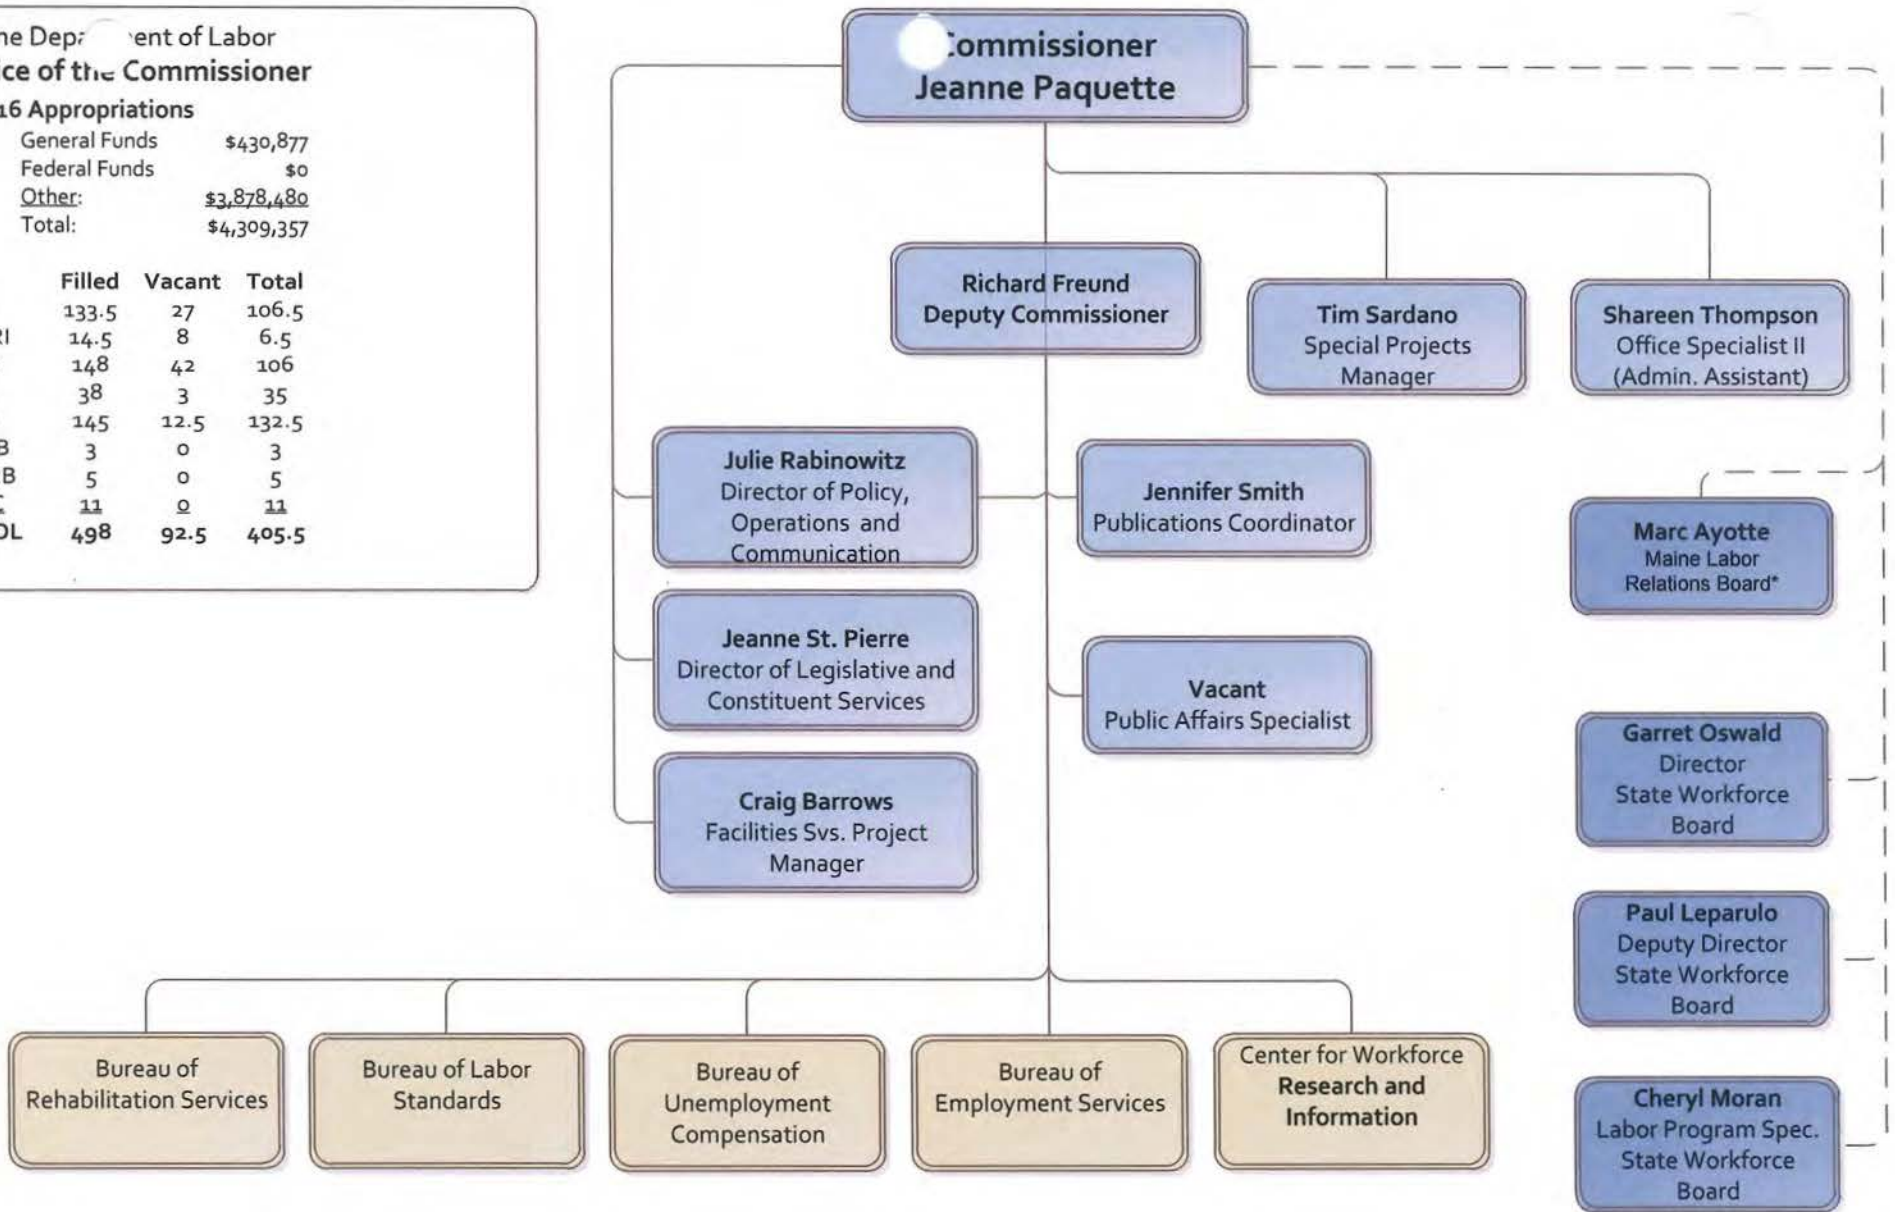 ne Department of Labor
ice of the Commissioner
16 Appropriations
General Funds $430,877
Federal Funds $0
Other: $3,878,480
Total: $4,309,357
Filled Vacant Total
133.5 27 106.5
RI 14.5 8 6.5
148 42 106
38 3 35
145 12.5 132.5
B 3 0 3
B 5 0 5
C 11 0 11
OL 498 92.5 405.5
Commissioner
Jeanne Paquette
Richard Freund
Deputy Commissioner
Tim Sardano
Special Projects
Manager
Shareen Thompson
Office Specialist II
(Admin. Assistant)
Julie Rabinowitz
Director of Policy,
Operations and
Communication
Jennifer Smith
Publications Coordinator
Marc Ayotte
Maine Labor
Relations Board*
Jeanne St. Pierre
Director of Legislative and
Constituent Services
Vacant
Public Affairs Specialist
Garret Oswald
Director
State Workforce
Board
Craig Barrows
Facilities Svs. Project
Manager
Paul Leparulo
Deputy Director
State Workforce
Board
Bureau of
Rehabilitation Services
Bureau of Labor
Standards
Bureau of
Unemployment
Compensation
Bureau of
Employment Services
Center for Workforce
Research and
Information
Cheryl Moran
Labor Program Spec.
State Workforce
Board